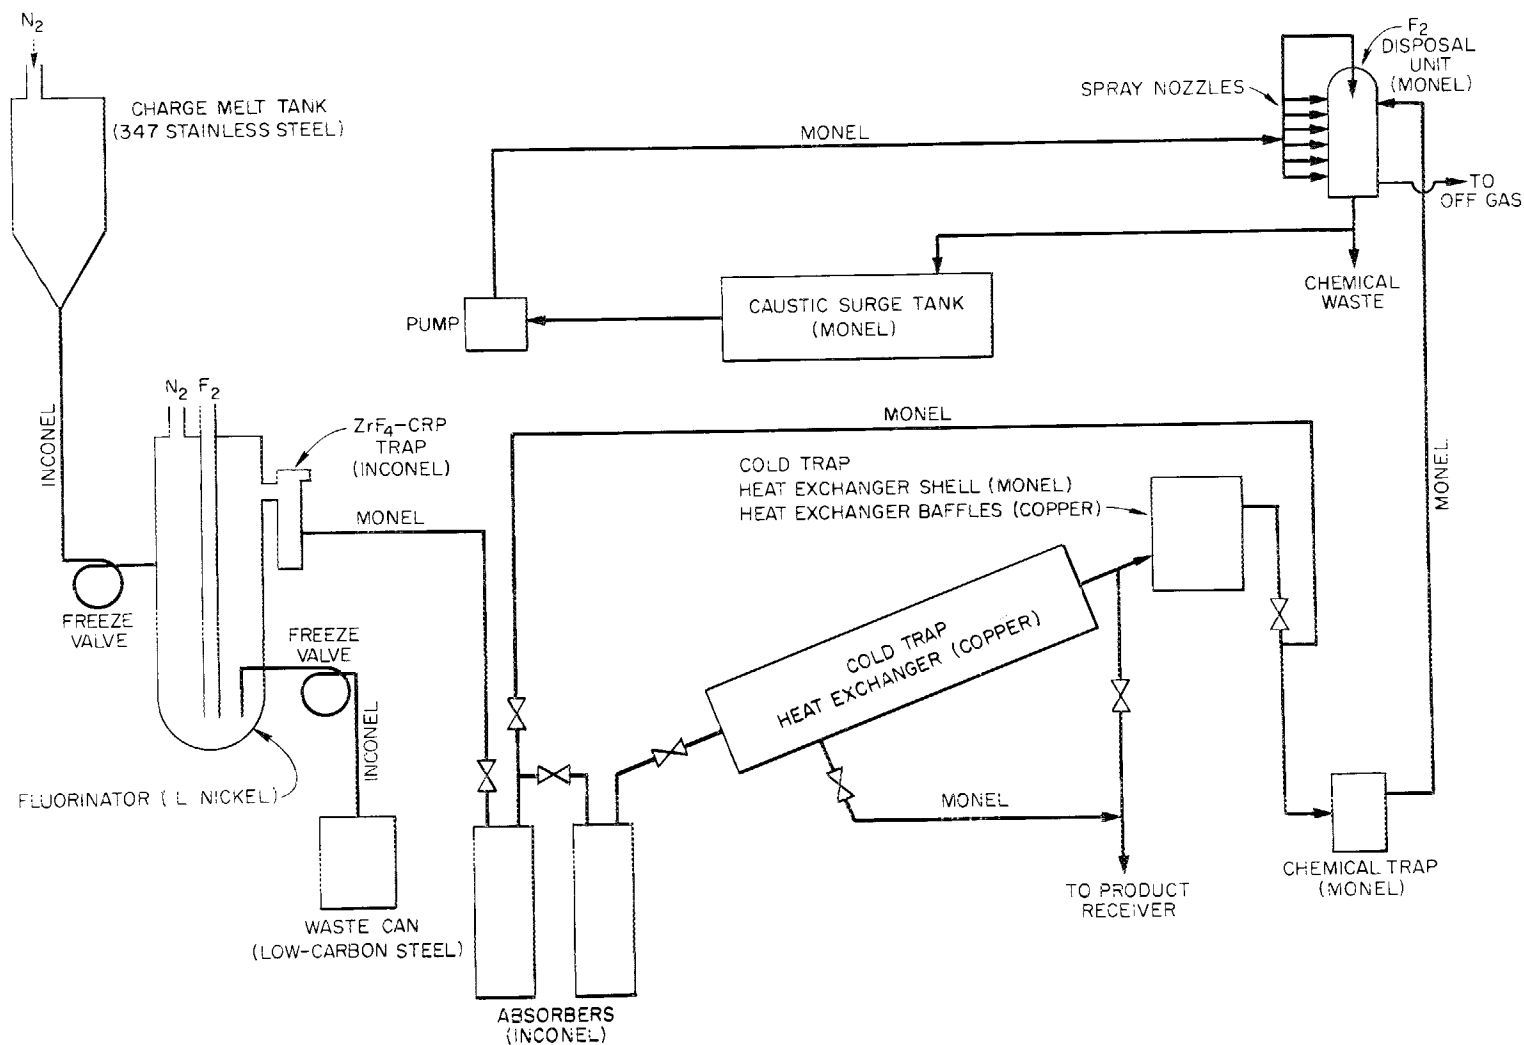 N2
CHARGE MELT TANK
(347 STAINLESS STEEL)
F2
DISPOSAL
UNIT
(MONEL)
SPRAY NOZZLES
MONEL
TO
OFF GAS
CHEMICAL
WASTE
CAUSTIC SURGE TANK
(MONEL)
PUMP
INCONEL
N2 F2
ZrF4-CRP
TRAP
(INCONEL)
MONEL
MONEL
MONEL
COLD TRAP
HEAT EXCHANGER SHELL (MONEL)
HEAT EXCHANGER BAFFLES (COPPER)
FREEZE
VALVE
FREEZE
VALVE
INCONEL
COLD TRAP
HEAT EXCHANGER (COPPER)
FLUORINATOR (L NICKEL)
MONEL
WASTE CAN
(LOW-CARBON STEEL)
TO PRODUCT
RECEIVER
CHEMICAL TRAP
(MONEL)
ABSORBERS
(INCONEL)